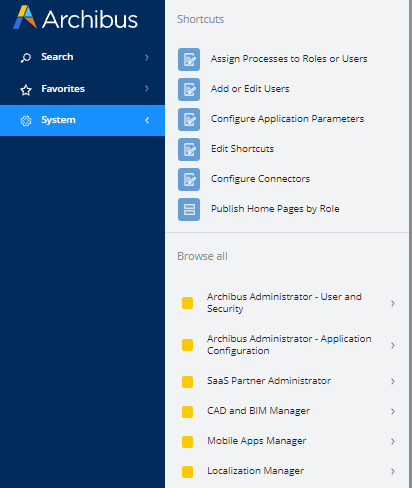 Archibus
Search
Favorites
System
Shortcuts
Assign Processes to Roles or Users
Add or Edit Users
Configure Application Parameters
Edit Shortcuts
Configure Connectors
Publish Home Pages by Role
Browse all
Archibus Administrator - User and
Security
Archibus Administrator - Application
Configuration
SaaS Partner Administrator
CAD and BIM Manager
Mobile Apps Manager
Localization Manager